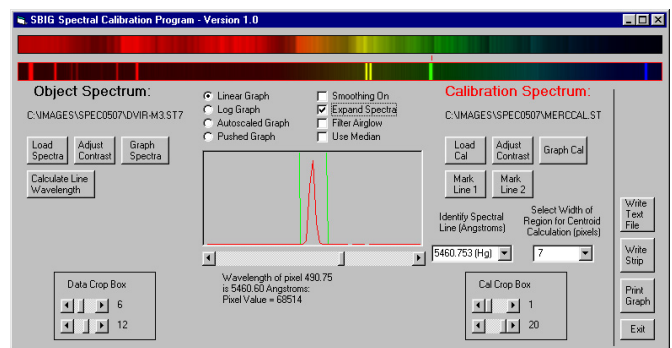 SBIG Spectral Calibration Program - Version 1.0
Object Spectrum:
C:\IMAGES\SPEC0507\DVIR-M3.ST7
Load Spectra
Adjust Contrast
Graph Spectra
Calculate Line Wavelength
Linear Graph
Log Graph
Autoscaled Graph
Pushed Graph
Smoothing On
Expand Spectra
Filter Airglow
Use Median
Calibration Spectrum:
C:\IMAGES\SPEC0507\MERCCAL.ST
Load Cal
Adjust Contrast
Graph Cal
Mark Line 1
Mark Line 2
Identify Spectral
Line (Angstroms)
5460.753 (Hg)
Select Width of
Region for Centroid
Calculation (pixels)
7
Wavelength of pixel 490.75
is 5460.60 Angstroms:
Pixel Value = 68514
Data Crop Box
6
12
Cal Crop Box
1
20
Write Text File
Write Strip
Print Graph
Exit